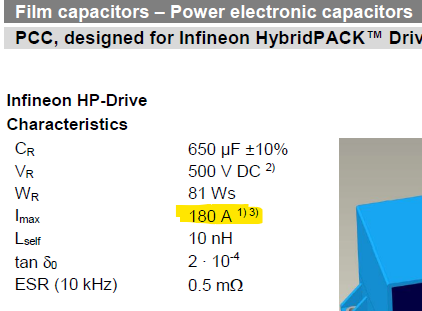 Film capacitors – Power electronic capacitors
PCC, designed for Infineon HybridPACK™ Driv
Infineon HP-Drive
Characteristics
CR 650 µF ±10%
VR 500 V DC 2)
WR 81 Ws
Imax 180 A 1) 3)
Lself 10 nH
tan δ0 2 · 10-4
ESR (10 kHz) 0.5 mΩ